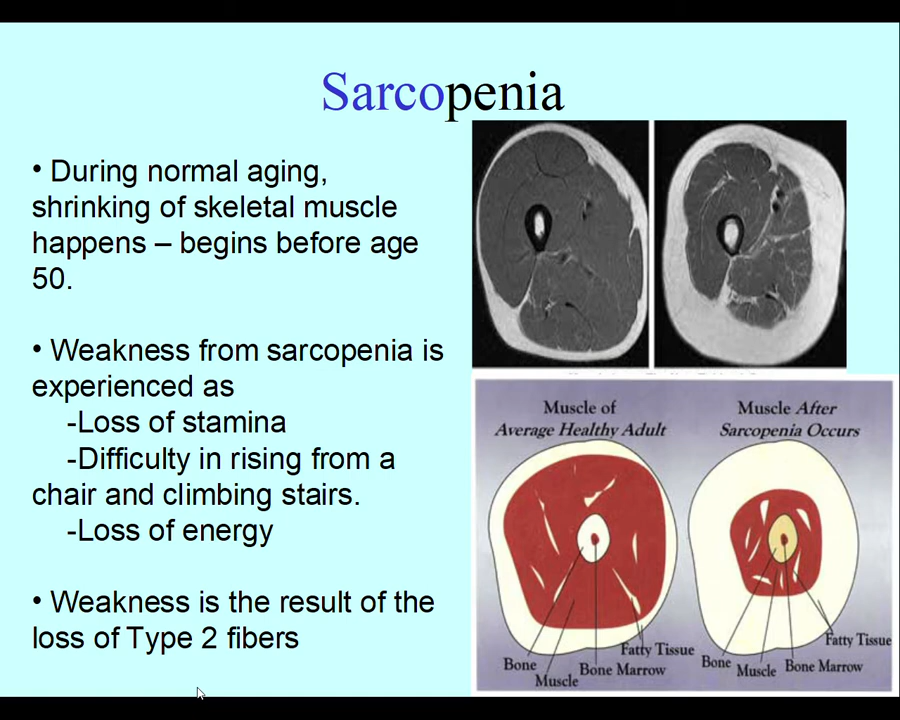 Sarcopenia
• During normal aging,
shrinking of skeletal muscle
happens – begins before age
50.
• Weakness from sarcopenia is
experienced as
-Loss of stamina
-Difficulty in rising from a
chair and climbing stairs.
-Loss of energy
• Weakness is the result of the
loss of Type 2 fibers
Muscle of
Average Healthy Adult
Bone
Muscle
Bone Marrow
Fatty Tissue
Muscle After
Sarcopenia Occurs
Bone
Muscle
Bone Marrow
Fatty Tissue